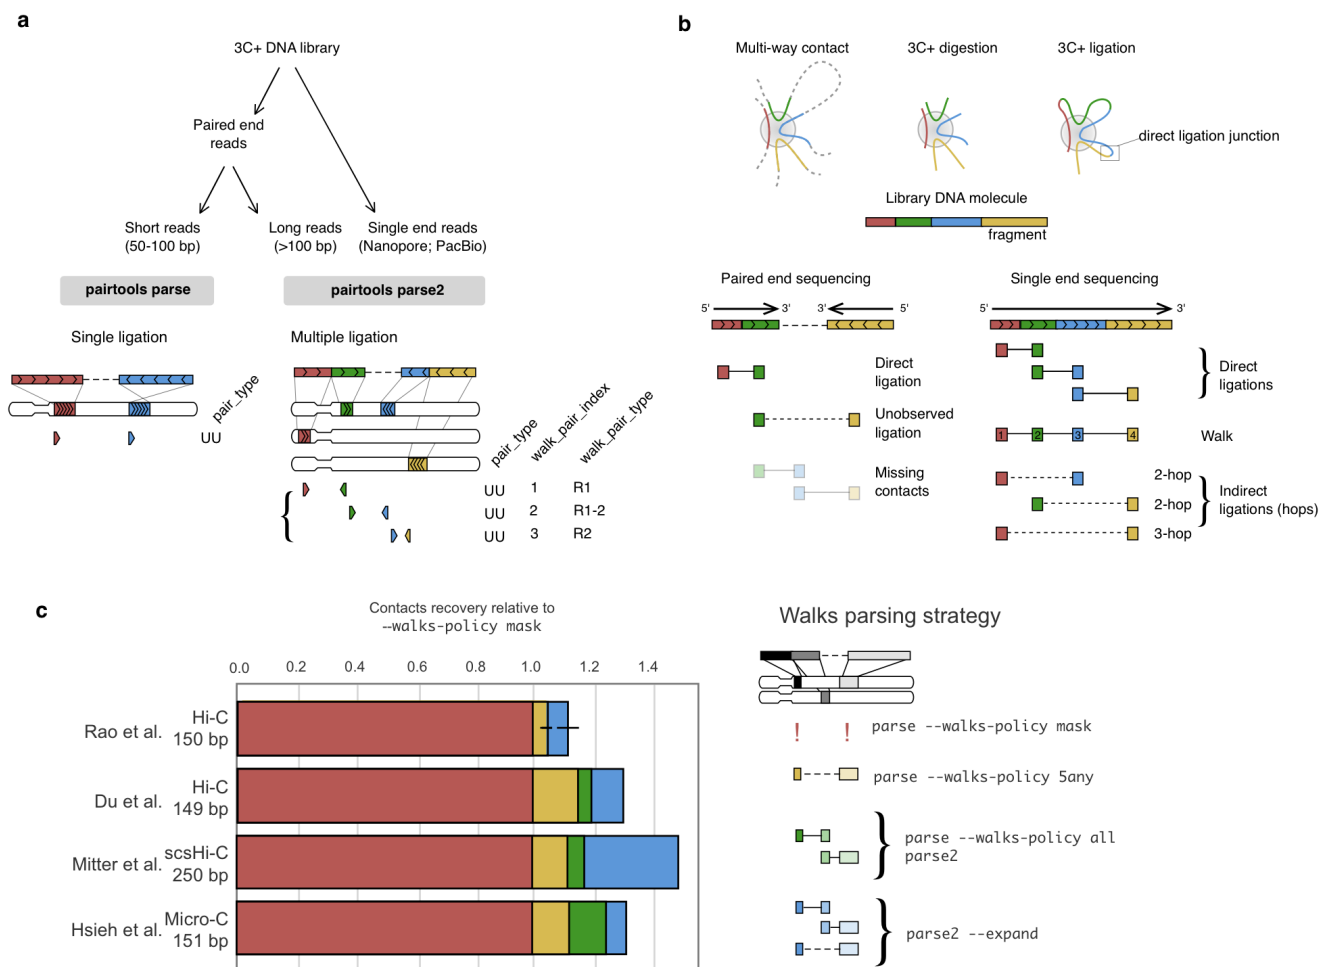 a
3C+ DNA library
Paired end
reads
Short reads
(50-100 bp)
Long reads
(>100 bp)
Single end reads
(Nanopore; PacBio)
pairtools parse
pairtools parse2
Single ligation
Multiple ligation
pair_type
UU
pair_type
walk_pair_index
walk_pair_type
UU 1 R1
UU 2 R1-2
UU 3 R2
b
Multi-way contact
3C+ digestion
3C+ ligation
direct ligation junction
Library DNA molecule
fragment
Paired end sequencing
5' 3' 3' 5'
Direct
ligation
Unobserved
ligation
Missing
contacts
Single end sequencing
5' 3'
Direct
ligations
1 2 3 4 Walk
2-hop
2-hop
3-hop
Indirect
ligations (hops)
c
Contacts recovery relative to
--walks-policy mask
0.0 0.2 0.4 0.6 0.8 1.0 1.2 1.4
Rao et al. Hi-C
150 bp
Du et al. Hi-C
149 bp
Mitter et al. scsHi-C
250 bp
Hsieh et al. Micro-C
151 bp
Walks parsing strategy
! ! parse --walks-policy mask
parse --walks-policy 5any
parse --walks-policy all
parse2
parse2 --expand